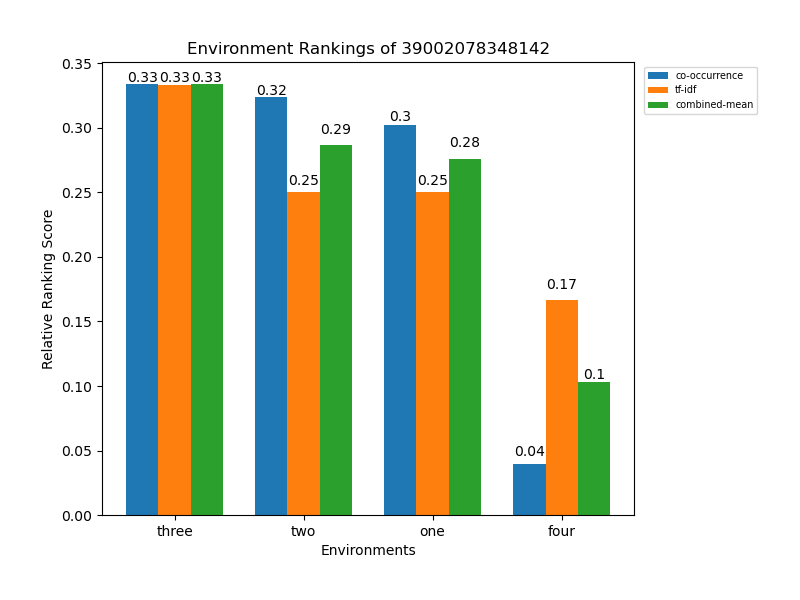 Environment Rankings of 39002078348142
co-occurrence
tf-idf
combined-mean
Relative Ranking Score
0.35
0.30
0.25
0.20
0.15
0.10
0.05
0.00
0.33 0.33 0.33
0.32
0.25
0.29
0.3
0.25
0.28
0.04
0.17
0.1
three two one four
Environments